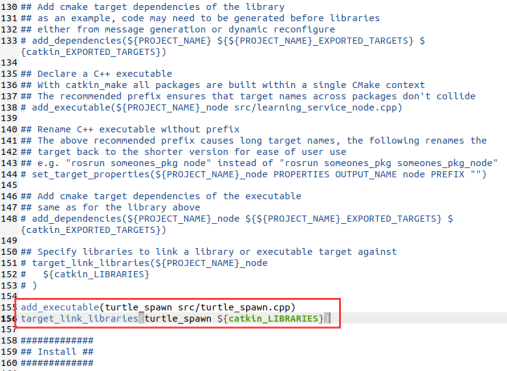 130 ## Add cmake target dependencies of the library
131 ## as an example, code may need to be generated before libraries
132 ## either from message generation or dynamic reconfigure
133 # add_dependencies(${PROJECT_NAME} ${${PROJECT_NAME}_EXPORTED_TARGETS} $
{catkin_EXPORTED_TARGETS})
134
135 ## Declare a C++ executable
136 ## With catkin_make all packages are built within a single CMake context
137 ## The recommended prefix ensures that target names across packages don't collide
138 # add_executable(${PROJECT_NAME}_node src/learning_service_node.cpp)
139
140 ## Rename C++ executable without prefix
141 ## The above recommended prefix causes long target names, the following renames the
142 ## target back to the shorter version for ease of user use
143 ## e.g. "rosrun someones_pkg node" instead of "rosrun someones_pkg someones_pkg_node"
144 # set_target_properties(${PROJECT_NAME}_node PROPERTIES OUTPUT_NAME node PREFIX "")
145
146 ## Add cmake target dependencies of the executable
147 ## same as for the library above
148 # add_dependencies(${PROJECT_NAME}_node ${${PROJECT_NAME}_EXPORTED_TARGETS} $
{catkin_EXPORTED_TARGETS})
149
150 ## Specify libraries to link a library or executable target against
151 # target_link_libraries(${PROJECT_NAME}_node
152 #   ${catkin_LIBRARIES}
153 # )
154
155 add_executable(turtle_spawn src/turtle_spawn.cpp)
156 target_link_libraries(turtle_spawn ${catkin_LIBRARIES})
157
158 #############
159 ## Install ##
160 #############